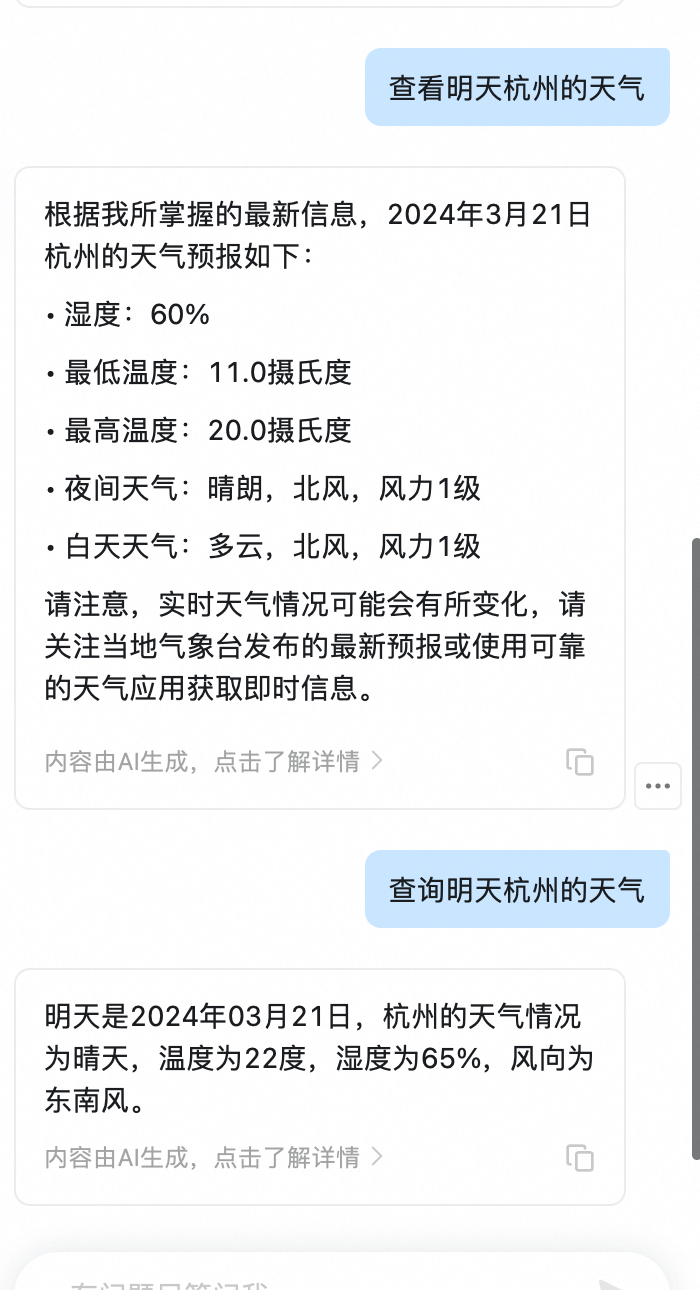 查看明天杭州的天气
根据我所掌握的最新信息，2024年3月21日
杭州的天气预报如下：
• 湿度：60%
• 最低温度：11.0摄氏度
• 最高温度：20.0摄氏度
• 夜间天气：晴朗，北风，风力1级
• 白天天气：多云，北风，风力1级
请注意，实时天气情况可能会有所变化，请
关注当地气象台发布的最新预报或使用可靠
的天气应用获取即时信息。
内容由AI生成，点击了解详情 >
查询明天杭州的天气
明天是2024年03月21日，杭州的天气情况
为晴天，温度为22度，湿度为65%，风向为
东南风。
内容由AI生成，点击了解详情 >